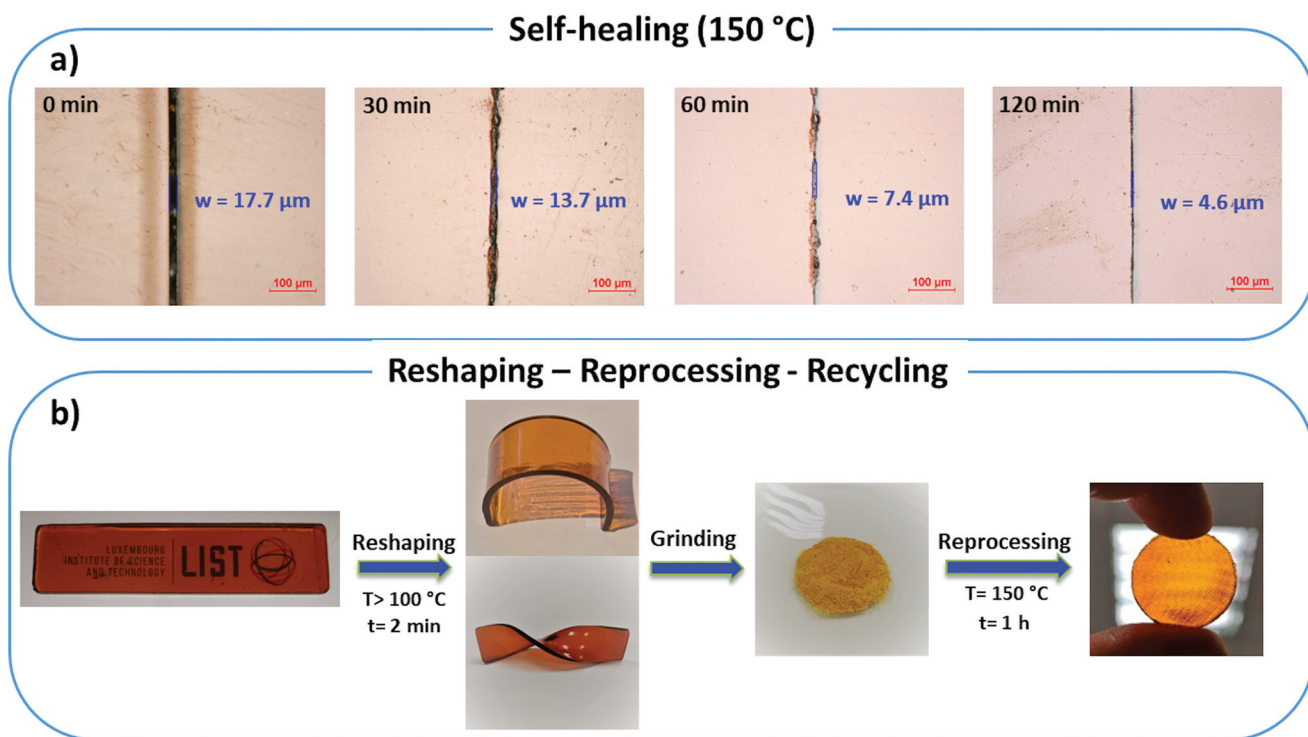 Self-healing (150 °C)
a)
0 min
w = 17.7 µm
100 µm
30 min
w = 13.7 µm
100 µm
60 min
w = 7.4 µm
100 µm
120 min
w = 4.6 µm
100 µm
Reshaping – Reprocessing - Recycling
b)
LUXEMBOURG
INSTITUTE OF SCIENCE
AND TECHNOLOGY
LIST
Reshaping
T> 100 °C
t= 2 min
Grinding
Reprocessing
T= 150 °C
t= 1 h